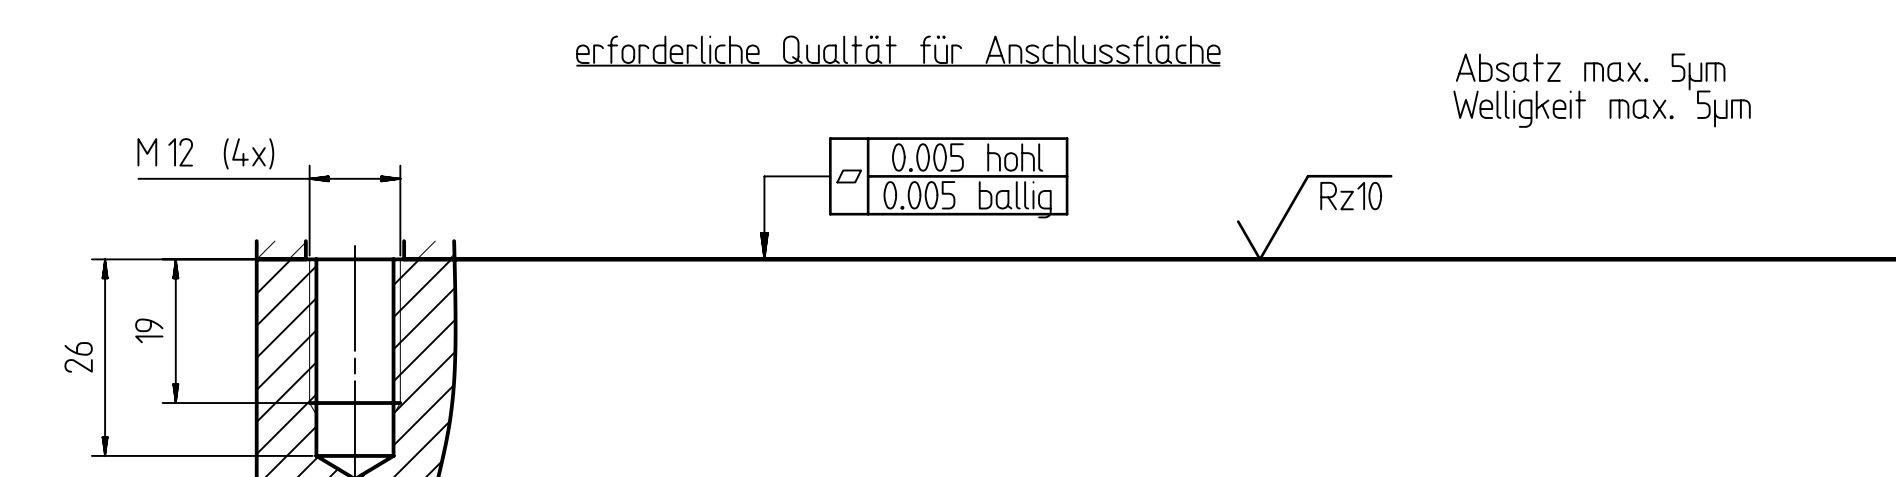 erforderliche Qualtät für Anschlussfläche
Absatz max. 5µm
Welligkeit max. 5µm
M12 (4x)
0.005 hohl
0.005 ballig
Rz10
19
26